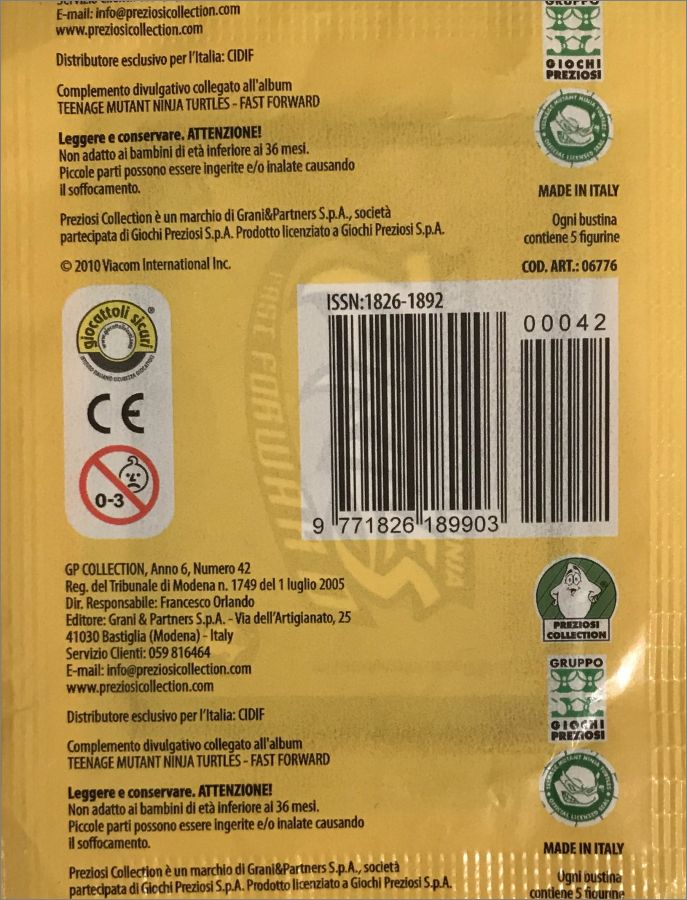 E-mail: info@preziosicollection.com
www.preziosicollection.com
Distributore esclusivo per l'Italia: CIDIF
Complemento divulgativo collegato all'album
TEENAGE MUTANT NINJA TURTLES - FAST FORWARD
Leggere e conservare. ATTENZIONE!
Non adatto ai bambini di età inferiore ai 36 mesi.
Piccole parti possono essere ingerite e/o inalate causando
il soffocamento.
Preziosi Collection è un marchio di Grani&Partners S.p.A., società
partecipata di Giochi Preziosi S.p.A. Prodotto licenziato a Giochi Preziosi S.p.A.
© 2010 Viacom International Inc.
GRUPPO
GIOCHI
PREZIOSI
MADE IN ITALY
Ogni bustina
contiene 5 figurine
COD. ART.: 06776
giocattoli sicuri
CE
0-3
ISSN:1826-1892
00042
9 771826 189903
GP COLLECTION, Anno 6, Numero 42
Reg. del Tribunale di Modena n. 1749 del 1 luglio 2005
Dir. Responsabile: Francesco Orlando
Editore: Grani & Partners S.p.A. - Via dell'Artigianato, 25
41030 Bastiglia (Modena) - Italy
Servizio Clienti: 059 816464
E-mail: info@preziosicollection.com
www.preziosicollection.com
Distributore esclusivo per l'Italia: CIDIF
Complemento divulgativo collegato all'album
TEENAGE MUTANT NINJA TURTLES - FAST FORWARD
Leggere e conservare. ATTENZIONE!
Non adatto ai bambini di età inferiore ai 36 mesi.
Piccole parti possono essere ingerite e/o inalate causando
il soffocamento.
Preziosi Collection è un marchio di Grani&Partners S.p.A., società
partecipata di Giochi Preziosi S.p.A. Prodotto licenziato a Giochi Preziosi S.p.A.
PREZIOSI
COLLECTION
GRUPPO
GIOCHI
PREZIOSI
MADE IN ITALY
Ogni bustina
contiene 5 figurine